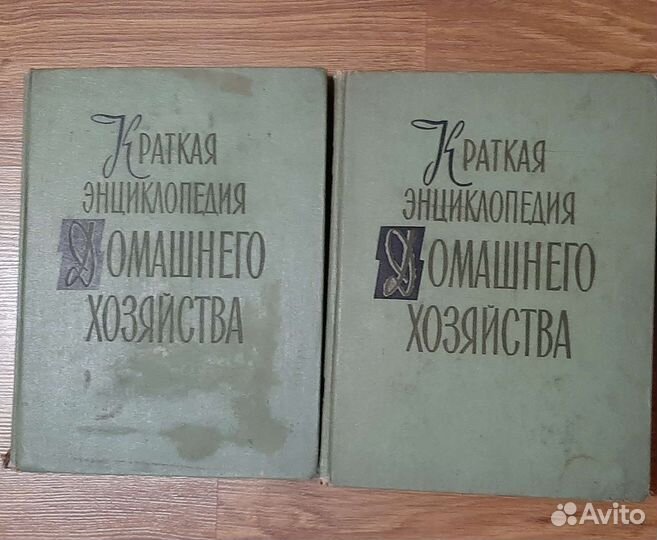 Краткая
энциклопедия
Домашнего
хозяйства
Краткая
энциклопедия
Домашнего
хозяйства
Avito